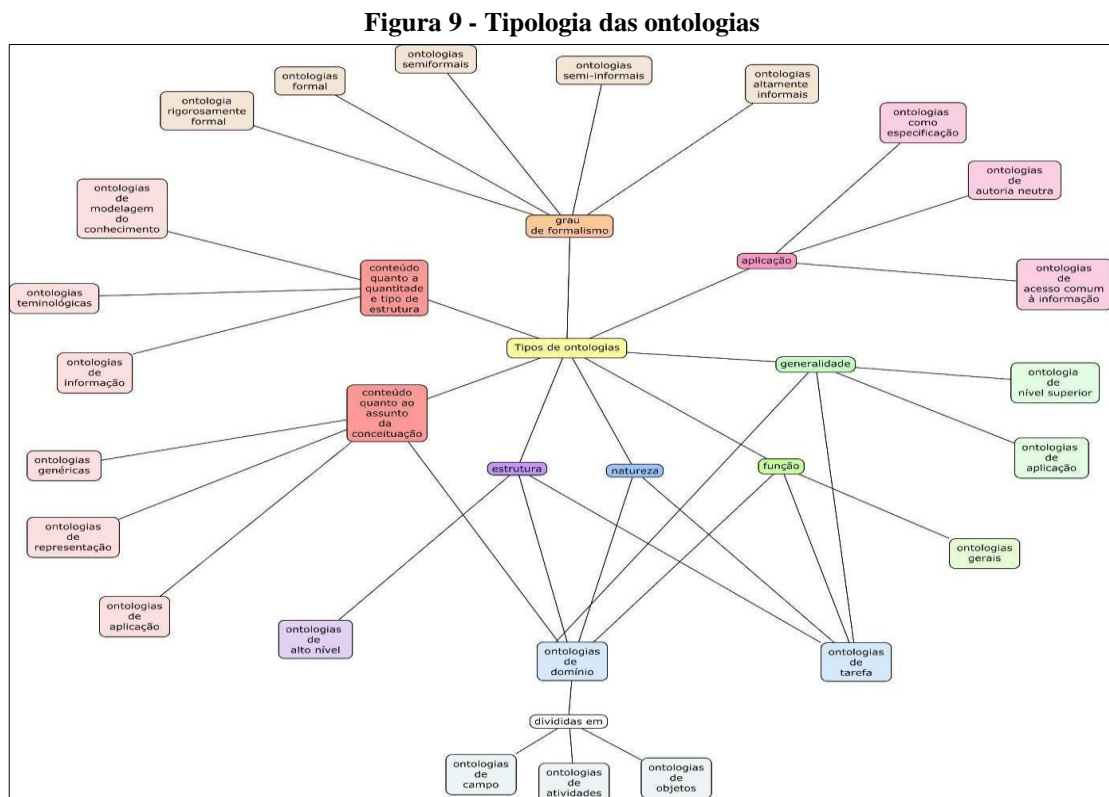 Figura 9 - Tipologia das ontologias
ontologias
semiformais
ontologias
semi-informais
ontologias
formal
ontologias
altamente
informais
ontologia
rigorosamente
formal
ontologias
como
especificação
ontologias
de
autoria neutra
ontologias
de
modelagem
do
conhecimento
grau
de formalismo
aplicação
conteúdo
quanto a
quantitade
e tipo de
estrutura
ontologias
de
acesso comum
à informação
ontologias
teminológicas
Tipos de ontologias
generalidade
ontologias
de
informação
ontologia
de
nível superior
conteúdo
quanto ao
assunto
da
conceituação
ontologias
genéricas
estrutura
natureza
função
ontologias
de
aplicação
ontologias
de
representação
ontologias
gerais
ontologias
de
aplicação
ontologias
de
alto nível
ontologias
de
domínio
ontologias
de
tarefa
divididas em
ontologias
de
campo
ontologias
de
atividades
ontologias
de
objetos